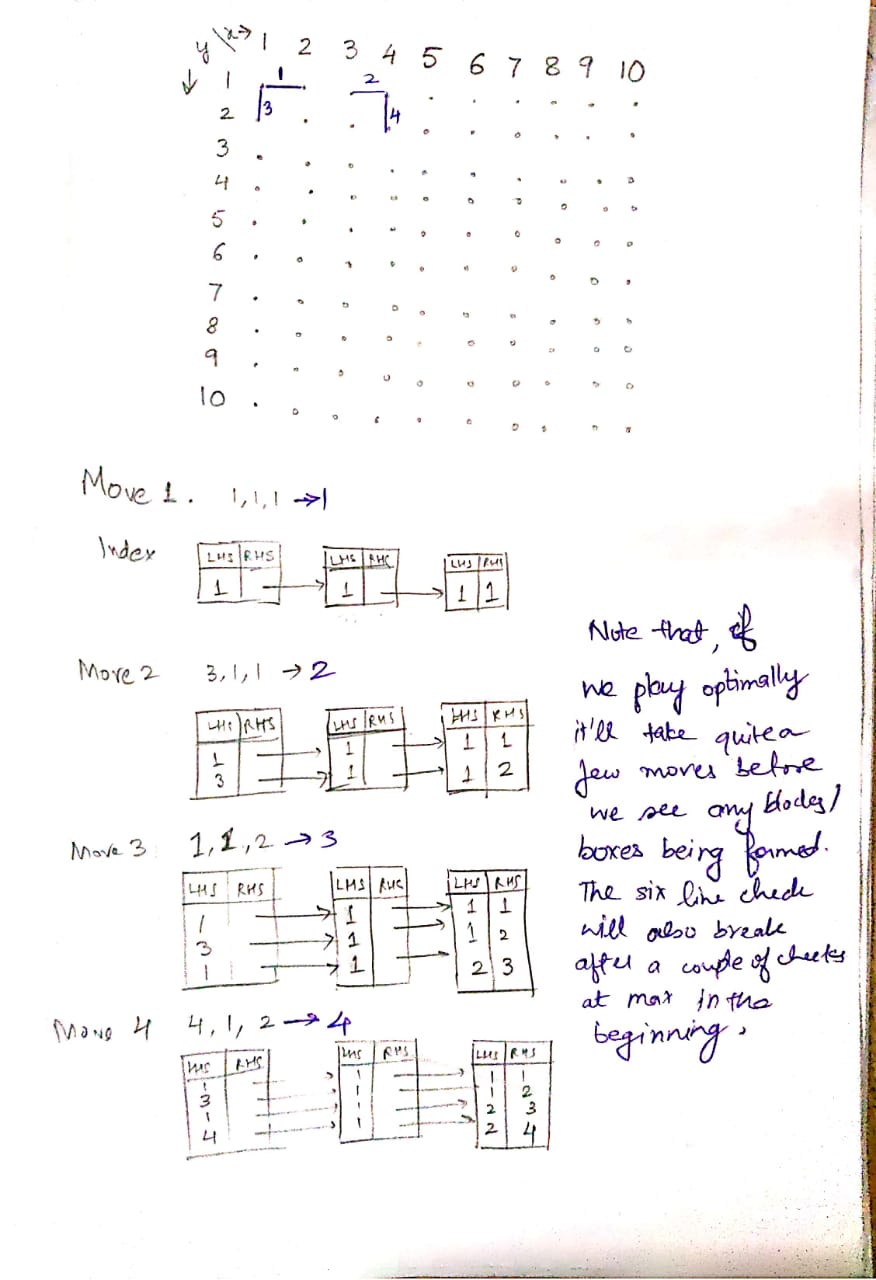 y \ x→ 1 2 3 4 5 6 7 8 9 10
↓ 1 1 2
2 3 4
3
4
5
6
7
8
9
10
Move 1. 1,1,1 →1
Index
LHS RHS LHS RHS LHS RHS
1 1 1 1
Move 2 3,1,1 → 2
LHS RHS LHS RHS LHS RHS
1 1 1 1
3 1 1 2
Move 3 1,1,2 → 3
LHS RHS LHS RHS LHS RHS
1 1 1 1
3 1 1 2
1 1 2 3
Move 4 4,1,2 → 4
LHS RHS LHS RHS LHS RHS
1 1 1 1
3 1 1 2
1 1 2 3
4 1 2 4
Note that, if
we play optimally
it'll take quite a
few moves before
we see any blocks/
boxes being formed.
The six line check
will also break
after a couple of checks
at max in the
beginning.